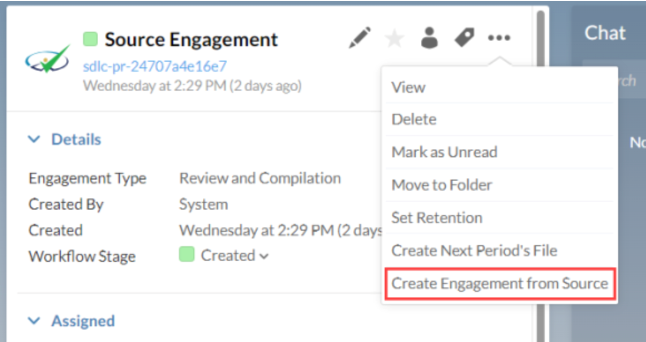 Source Engagement
sdlc-pr-24707a4e16e7
Wednesday at 2:29 PM (2 days ago)
Details
Engagement Type Review and Compilation
Created By System
Created Wednesday at 2:29 PM (2 days
Workflow Stage Created
Assigned
View
Delete
Mark as Unread
Move to Folder
Set Retention
Create Next Period's File
Create Engagement from Source
Chat
rch
No